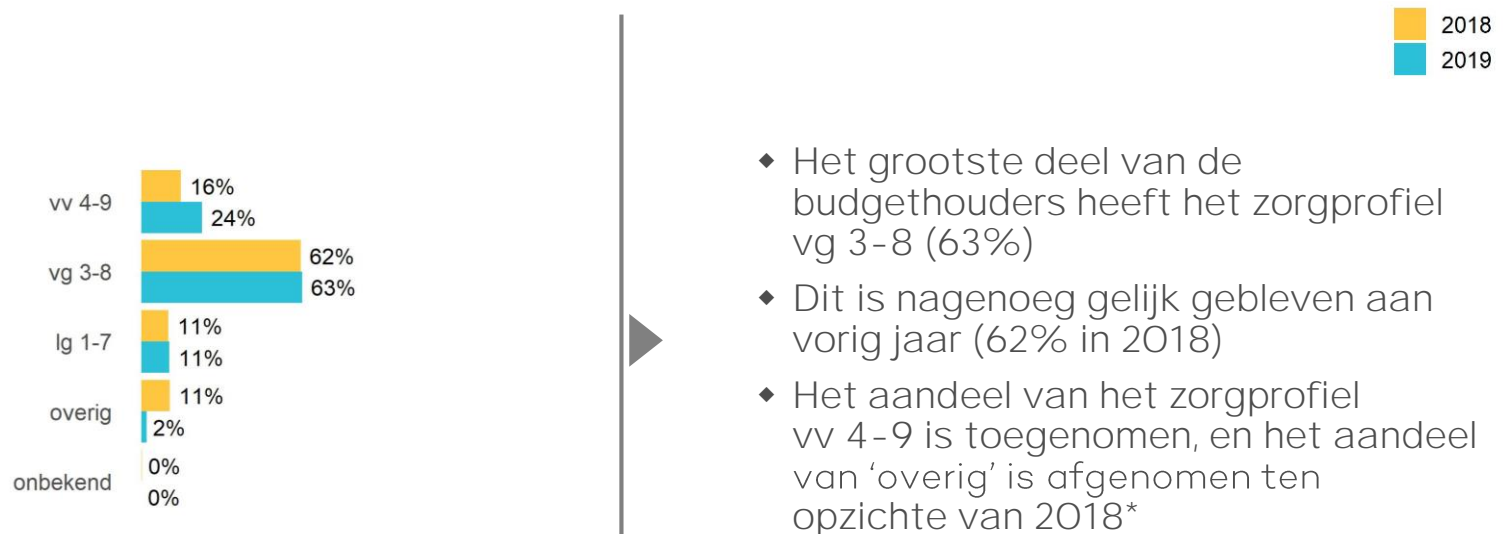 2018
2019
vv 4-9
16%
24%
vg 3-8
62%
63%
lg 1-7
11%
11%
overig
11%
2%
onbekend
0%
0%
◆ Het grootste deel van de
budgethouders heeft het zorgprofiel
vg 3-8 (63%)
◆ Dit is nagenoeg gelijk gebleven aan
vorig jaar (62% in 2018)
◆ Het aandeel van het zorgprofiel
vv 4-9 is toegenomen, en het aandeel
van ‘overig’ is afgenomen ten
opzichte van 2018*